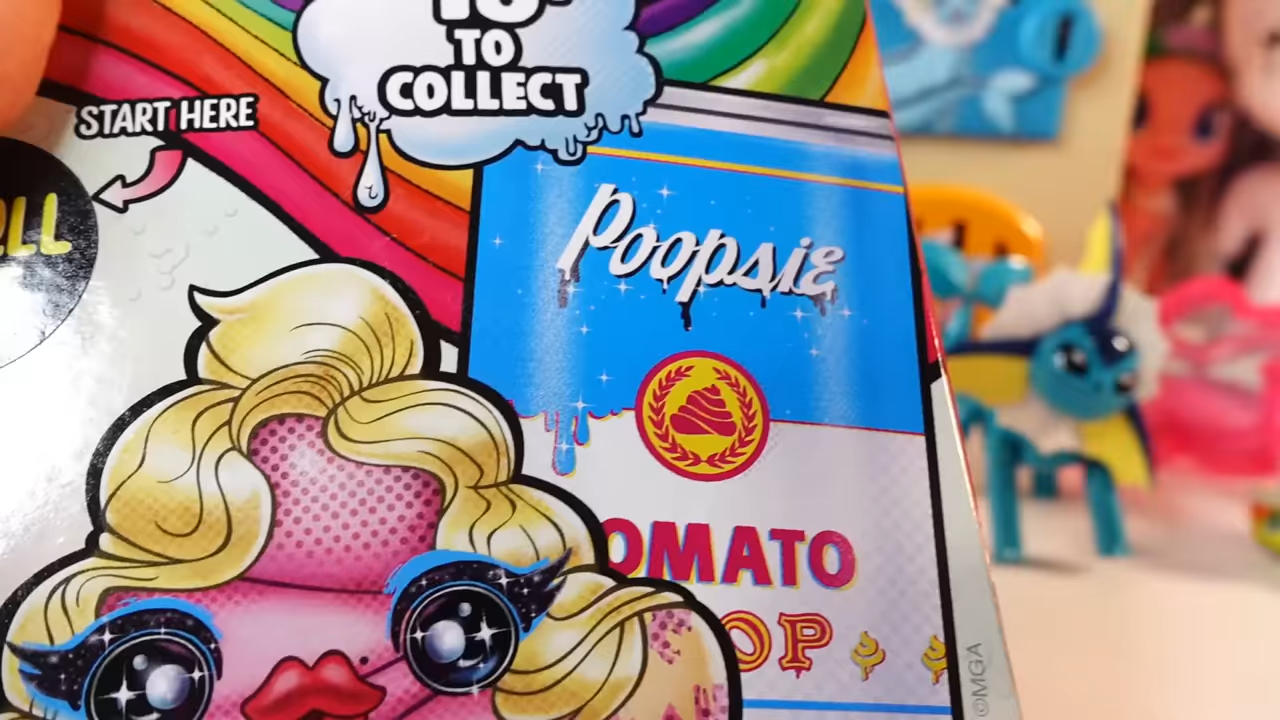 TO
COLLECT
START HERE
Poopsie
OMATO
OP
©MGA